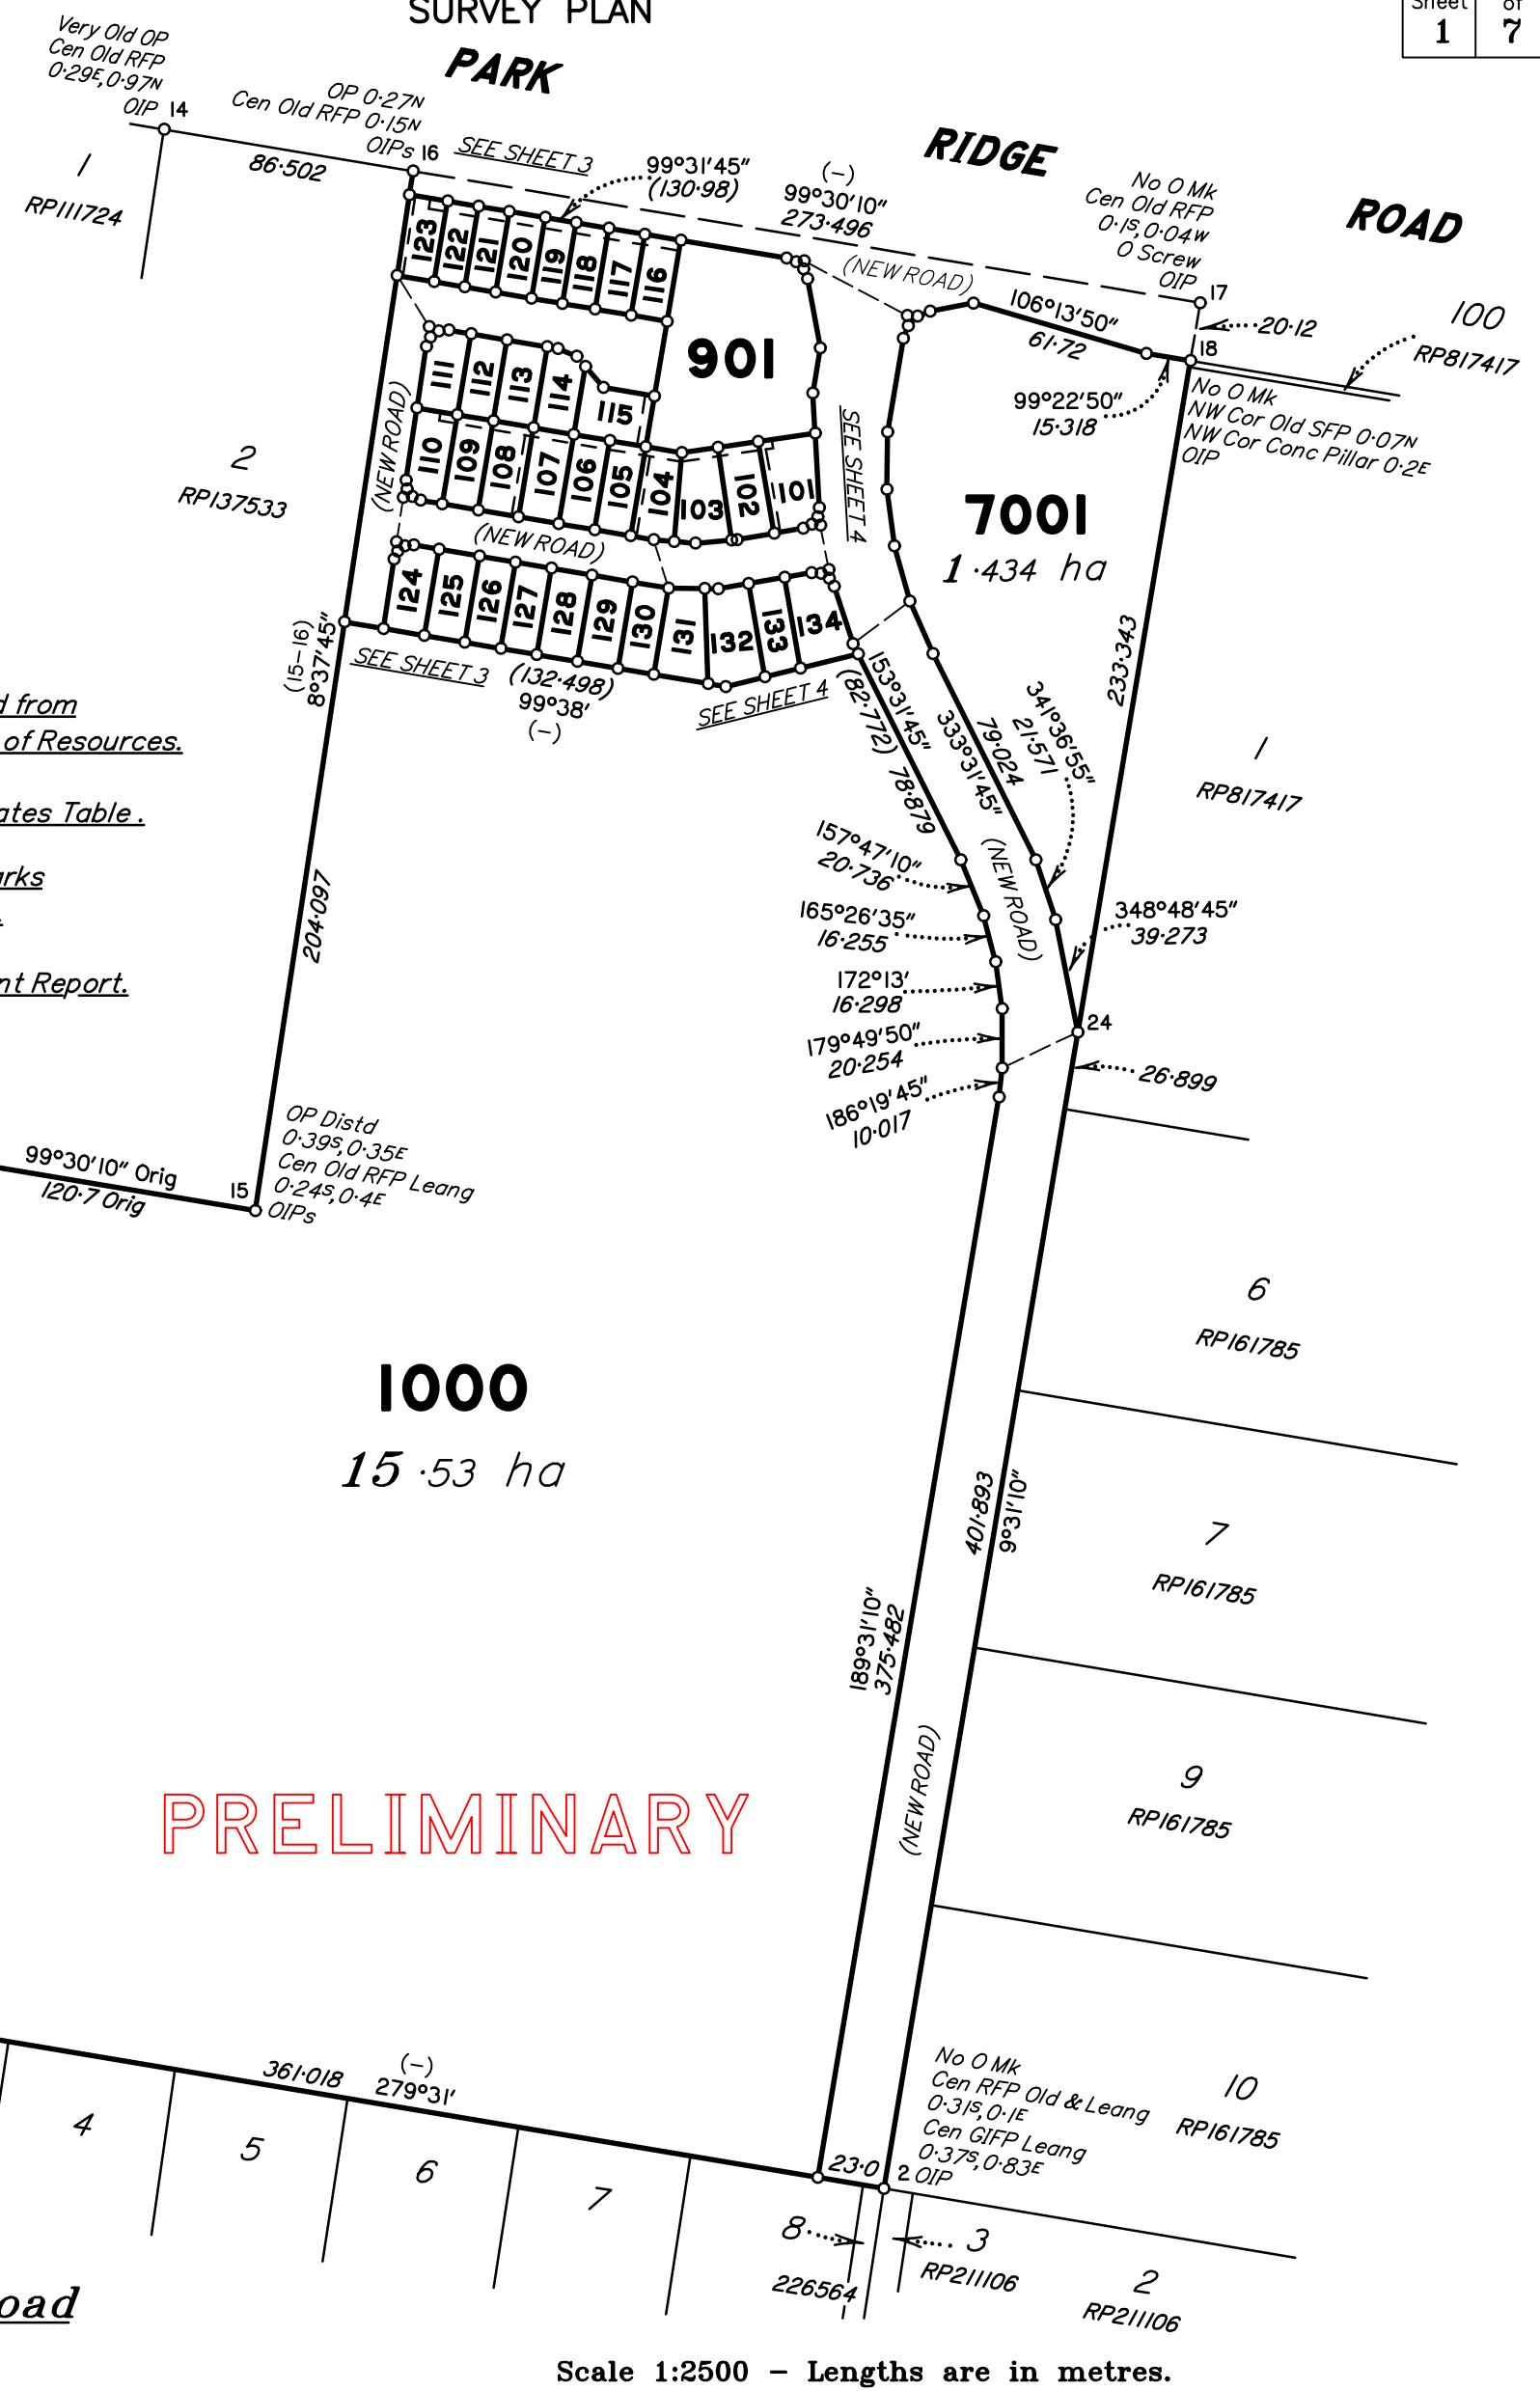 SURVEY PLAN
Sheet
of
1
7
Very Old OP
Cen Old RFP
0·29E,0·97N
OIP 14
PARK
OP 0·27N
Cen Old RFP 0·15N
OIPs 16
SEE SHEET 3
99°31'45"
(130·98)
(−)
99°30'10"
273·496
RIDGE
ROAD
No O Mk
Cen Old RFP
0·1S,0·04W
O Screw
OIP
17
1
RP111724
86·502
123
122
121
120
119
118
117
116
(NEW ROAD)
106°13'50"
61·72
20·12
100
RP817417
18
99°22'50"
15·318
No O Mk
NW Cor Old SFP 0·07N
NW Cor Conc Pillar 0·2E
OIP
901
111
112
113
114
115
(NEW ROAD)
SEE SHEET 4
2
RP137533
110
109
108
107
106
105
104
103
102
101
7001
1·434 ha
(NEW ROAD)
124
125
126
127
128
129
130
131
132
133
134
(15−16)
8°37'45"
SEE SHEET 3
(132·498)
99°38'
(−)
SEE SHEET 4
153°31'45"
(82·772) 78·879
333°31'45"
79·024
341°36'55"
21·571
233·343
1
RP817417
d from
of Resources.
ates Table.
arks
nt Report.
204·097
157°47'10"
20·736
165°26'35"
16·255
172°13'
16·298
179°49'50"
20·254
186°19'45"
10·017
(NEW ROAD)
348°48'45"
39·273
24
26·899
99°30'10" Orig
120·7 Orig
15
OP Distd
0·39S,0·35E
Cen Old RFP Leang
0·24S,0·4E
OIPs
6
RP161785
1000
15·53 ha
401·893
9°31'10"
7
RP161785
189°31'10"
375·482
(NEW ROAD)
9
RP161785
PRELIMINARY
361·018
(−)
279°31'
4
5
6
7
No O Mk
Cen RFP Old & Leang
0·31S,0·1E
Cen GIFP Leang
0·37S,0·83E
2 OIP
23·0
10
RP161785
8
226564
3
RP211106
2
RP211106
oad
Scale 1:2500 − Lengths are in metres.